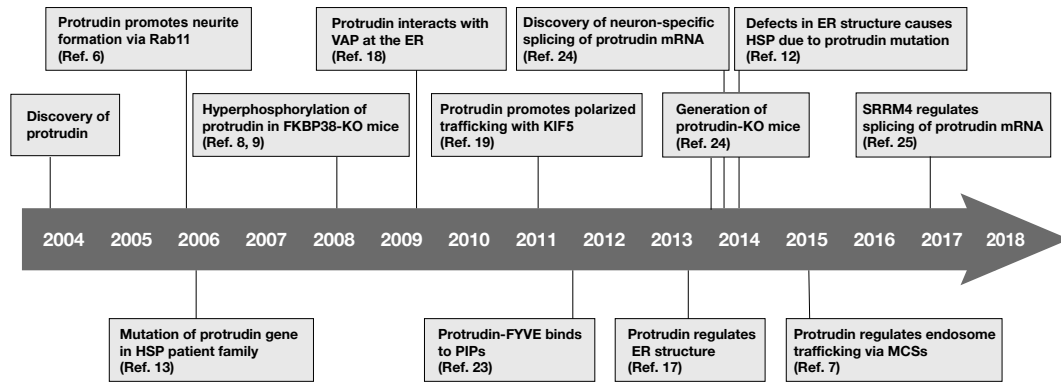 Protrudin promotes neurite
formation via Rab11
(Ref. 6)
Protrudin interacts with
VAP at the ER
(Ref. 18)
Discovery of neuron-specific
splicing of protrudin mRNA
(Ref. 24)
Defects in ER structure causes
HSP due to protrudin mutation
(Ref. 12)
Discovery of
protrudin
Hyperphosphorylation of
protrudin in FKBP38-KO mice
(Ref. 8, 9)
Protrudin promotes polarized
trafficking with KIF5
(Ref. 19)
Generation of
protrudin-KO mice
(Ref. 24)
SRRM4 regulates
splicing of protrudin mRNA
(Ref. 25)
2004 2005 2006 2007 2008 2009 2010 2011 2012 2013 2014 2015 2016 2017 2018
Mutation of protrudin gene
in HSP patient family
(Ref. 13)
Protrudin-FYVE binds
to PIPs
(Ref. 23)
Protrudin regulates
ER structure
(Ref. 17)
Protrudin regulates endosome
trafficking via MCSs
(Ref. 7)